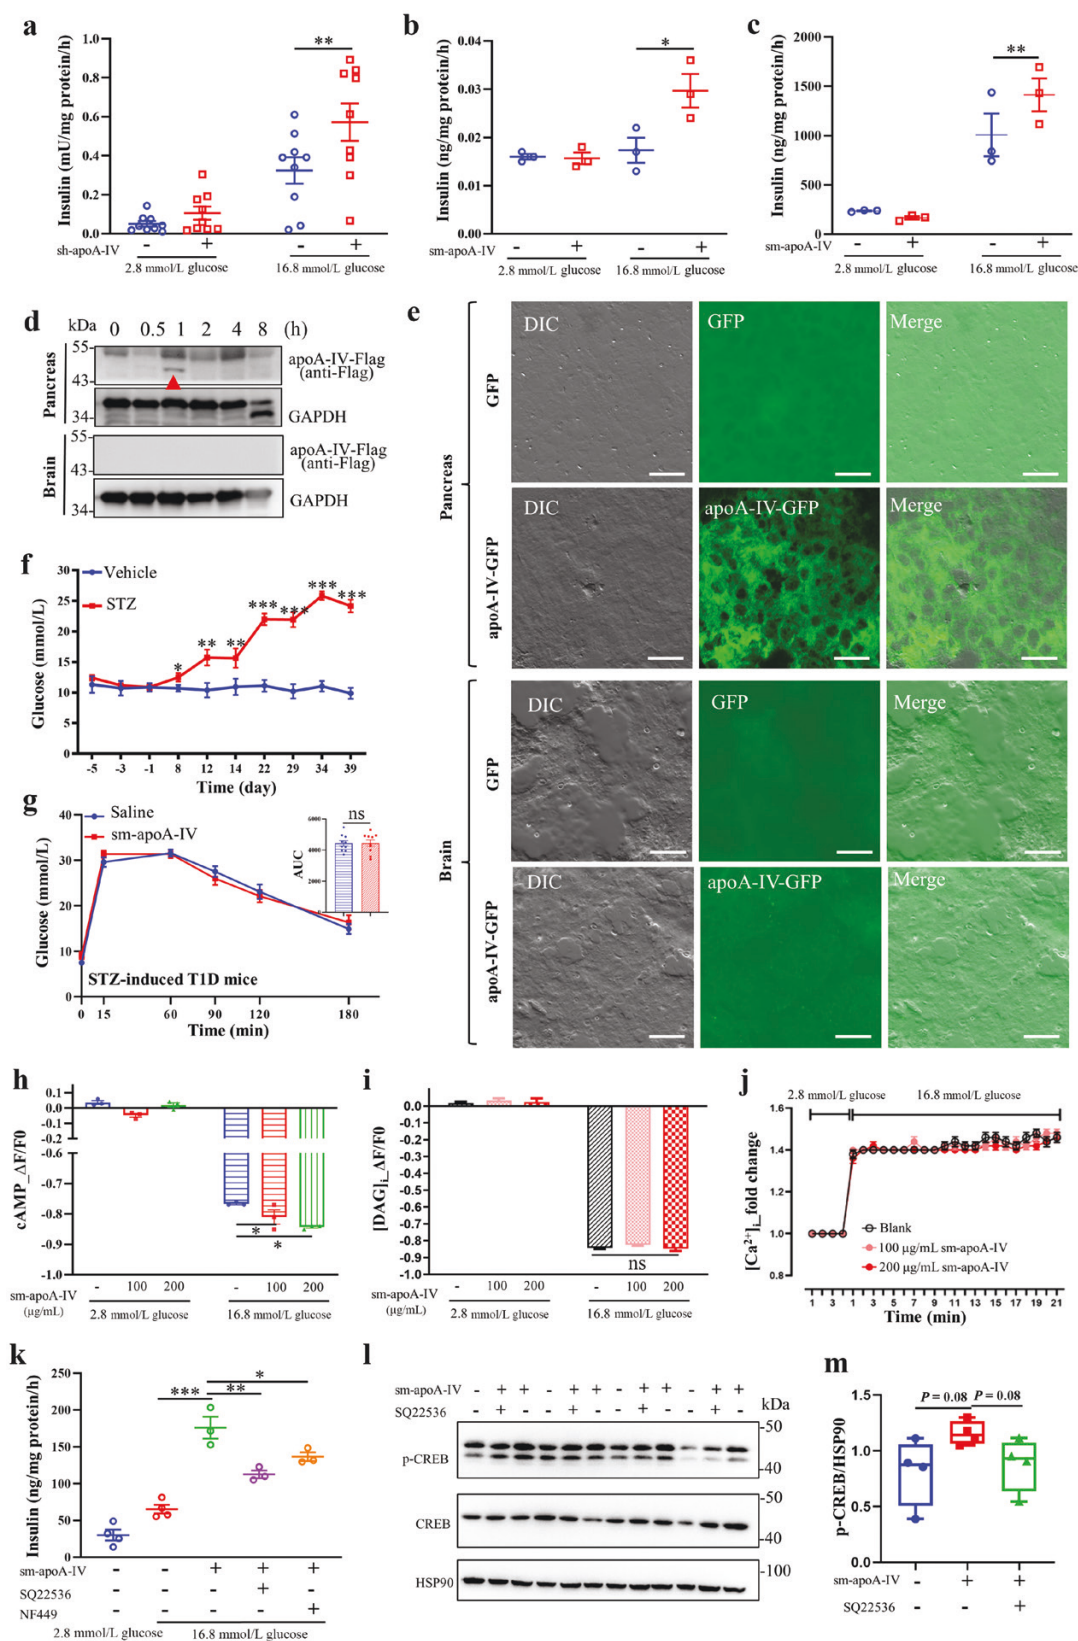 a
Insulin (mU/mg protein/h)
1.0
0.8
0.6
0.4
0.2
0.0
**
sh-apoA-IV
- + - +
2.8 mmol/L glucose 16.8 mmol/L glucose
b
Insulin (ng/mg protein/h)
0.04
0.03
0.02
0.01
0.00
*
sm-apoA-IV
- + - +
2.8 mmol/L glucose 16.8 mmol/L glucose
c
Insulin (ng/mg protein/h)
2000
1500
1000
500
0
**
sm-apoA-IV
- + - +
2.8 mmol/L glucose 16.8 mmol/L glucose
d
kDa 0 0.5 1 2 4 8 (h)
Pancreas
55
43
apoA-IV-Flag
(anti-Flag)
34
GAPDH
Brain
55
43
apoA-IV-Flag
(anti-Flag)
34
GAPDH
e
Pancreas
GFP
DIC GFP Merge
apoA-IV-GFP
DIC apoA-IV-GFP Merge
Brain
GFP
DIC GFP Merge
apoA-IV-GFP
DIC apoA-IV-GFP Merge
f
Glucose (mmol/L)
30
25
20
15
10
5
0
Vehicle
STZ
* ** ** *** *** *** ***
-5 -3 -1 8 12 14 22 29 34 39
Time (day)
g
Glucose (mmol/L)
40
30
20
10
0
Saline
sm-apoA-IV
AUC
6000
4000
2000
0
ns
STZ-induced T1D mice
0 15 60 90 120 180
Time (min)
h
cAMP_ΔF/F0
0.1
0.0
-0.1
-0.2
-0.6
-0.7
-0.8
-0.9
-1.0
*
*
sm-apoA-IV
(μg/mL)
- 100 200 - 100 200
2.8 mmol/L glucose 16.8 mmol/L glucose
i
[DAG]i_ΔF/F0
0.0
-0.1
-0.2
-0.3
-0.4
-0.5
-0.6
-0.7
-0.8
-0.9
-1.0
ns
sm-apoA-IV
(μg/mL)
- 100 200 - 100 200
2.8 mmol/L glucose 16.8 mmol/L glucose
j
2.8 mmol/L glucose 16.8 mmol/L glucose
[Ca2+]i_fold change
1.6
1.4
1.2
1.0
0.8
Blank
100 μg/mL sm-apoA-IV
200 μg/mL sm-apoA-IV
1 3 1 3 5 7 9 11 13 15 17 19 21
Time (min)
k
Insulin (ng/mg protein/h)
250
200
150
100
50
0
*** ** *
sm-apoA-IV - - + + +
SQ22536 - - - + -
NF449 - - - - +
2.8 mmol/L glucose 16.8 mmol/L glucose
l
sm-apoA-IV - + + - + + - + + - + +
SQ22536 - + - - + - - + - - + -
kDa
p-CREB
50
40
CREB
50
40
HSP90
100
m
p-CREB/HSP90
1.5
1.0
0.5
0.0
P = 0.08 P = 0.08
sm-apoA-IV - + +
SQ22536 - - +